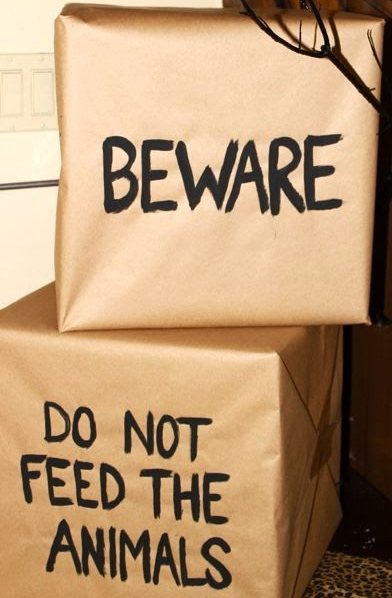 BEWARE
DO NOT
FEED THE
ANIMALS